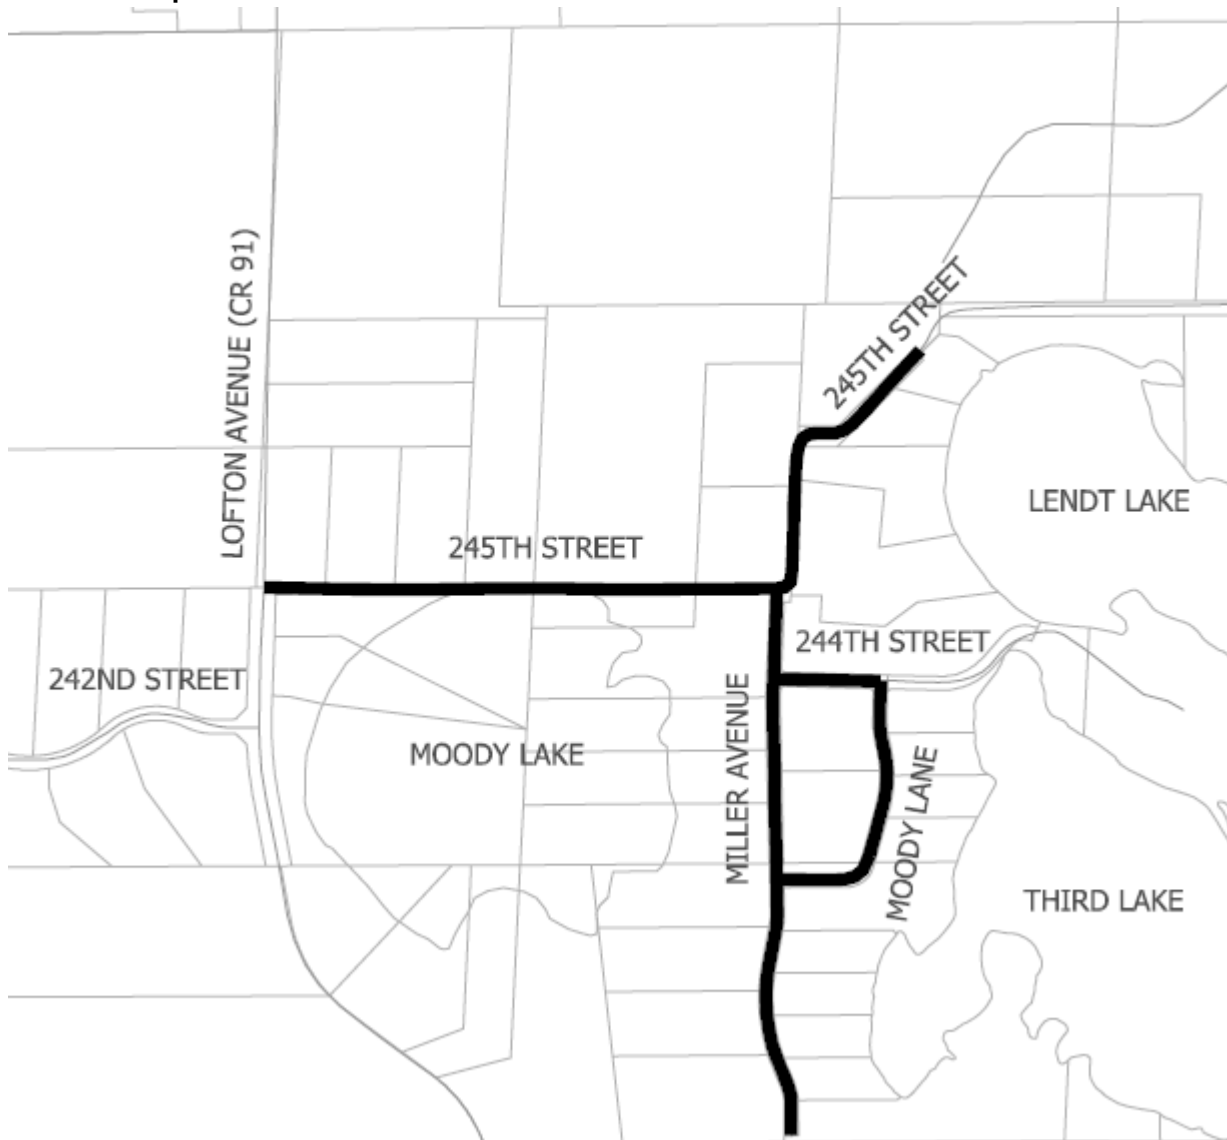 245TH STREET
LOFTON AVENUE (CR 91)
LENDT LAKE
245TH STREET
244TH STREET
242ND STREET
MOODY LAKE
MILLER AVENUE
MOODY LANE
THIRD LAKE